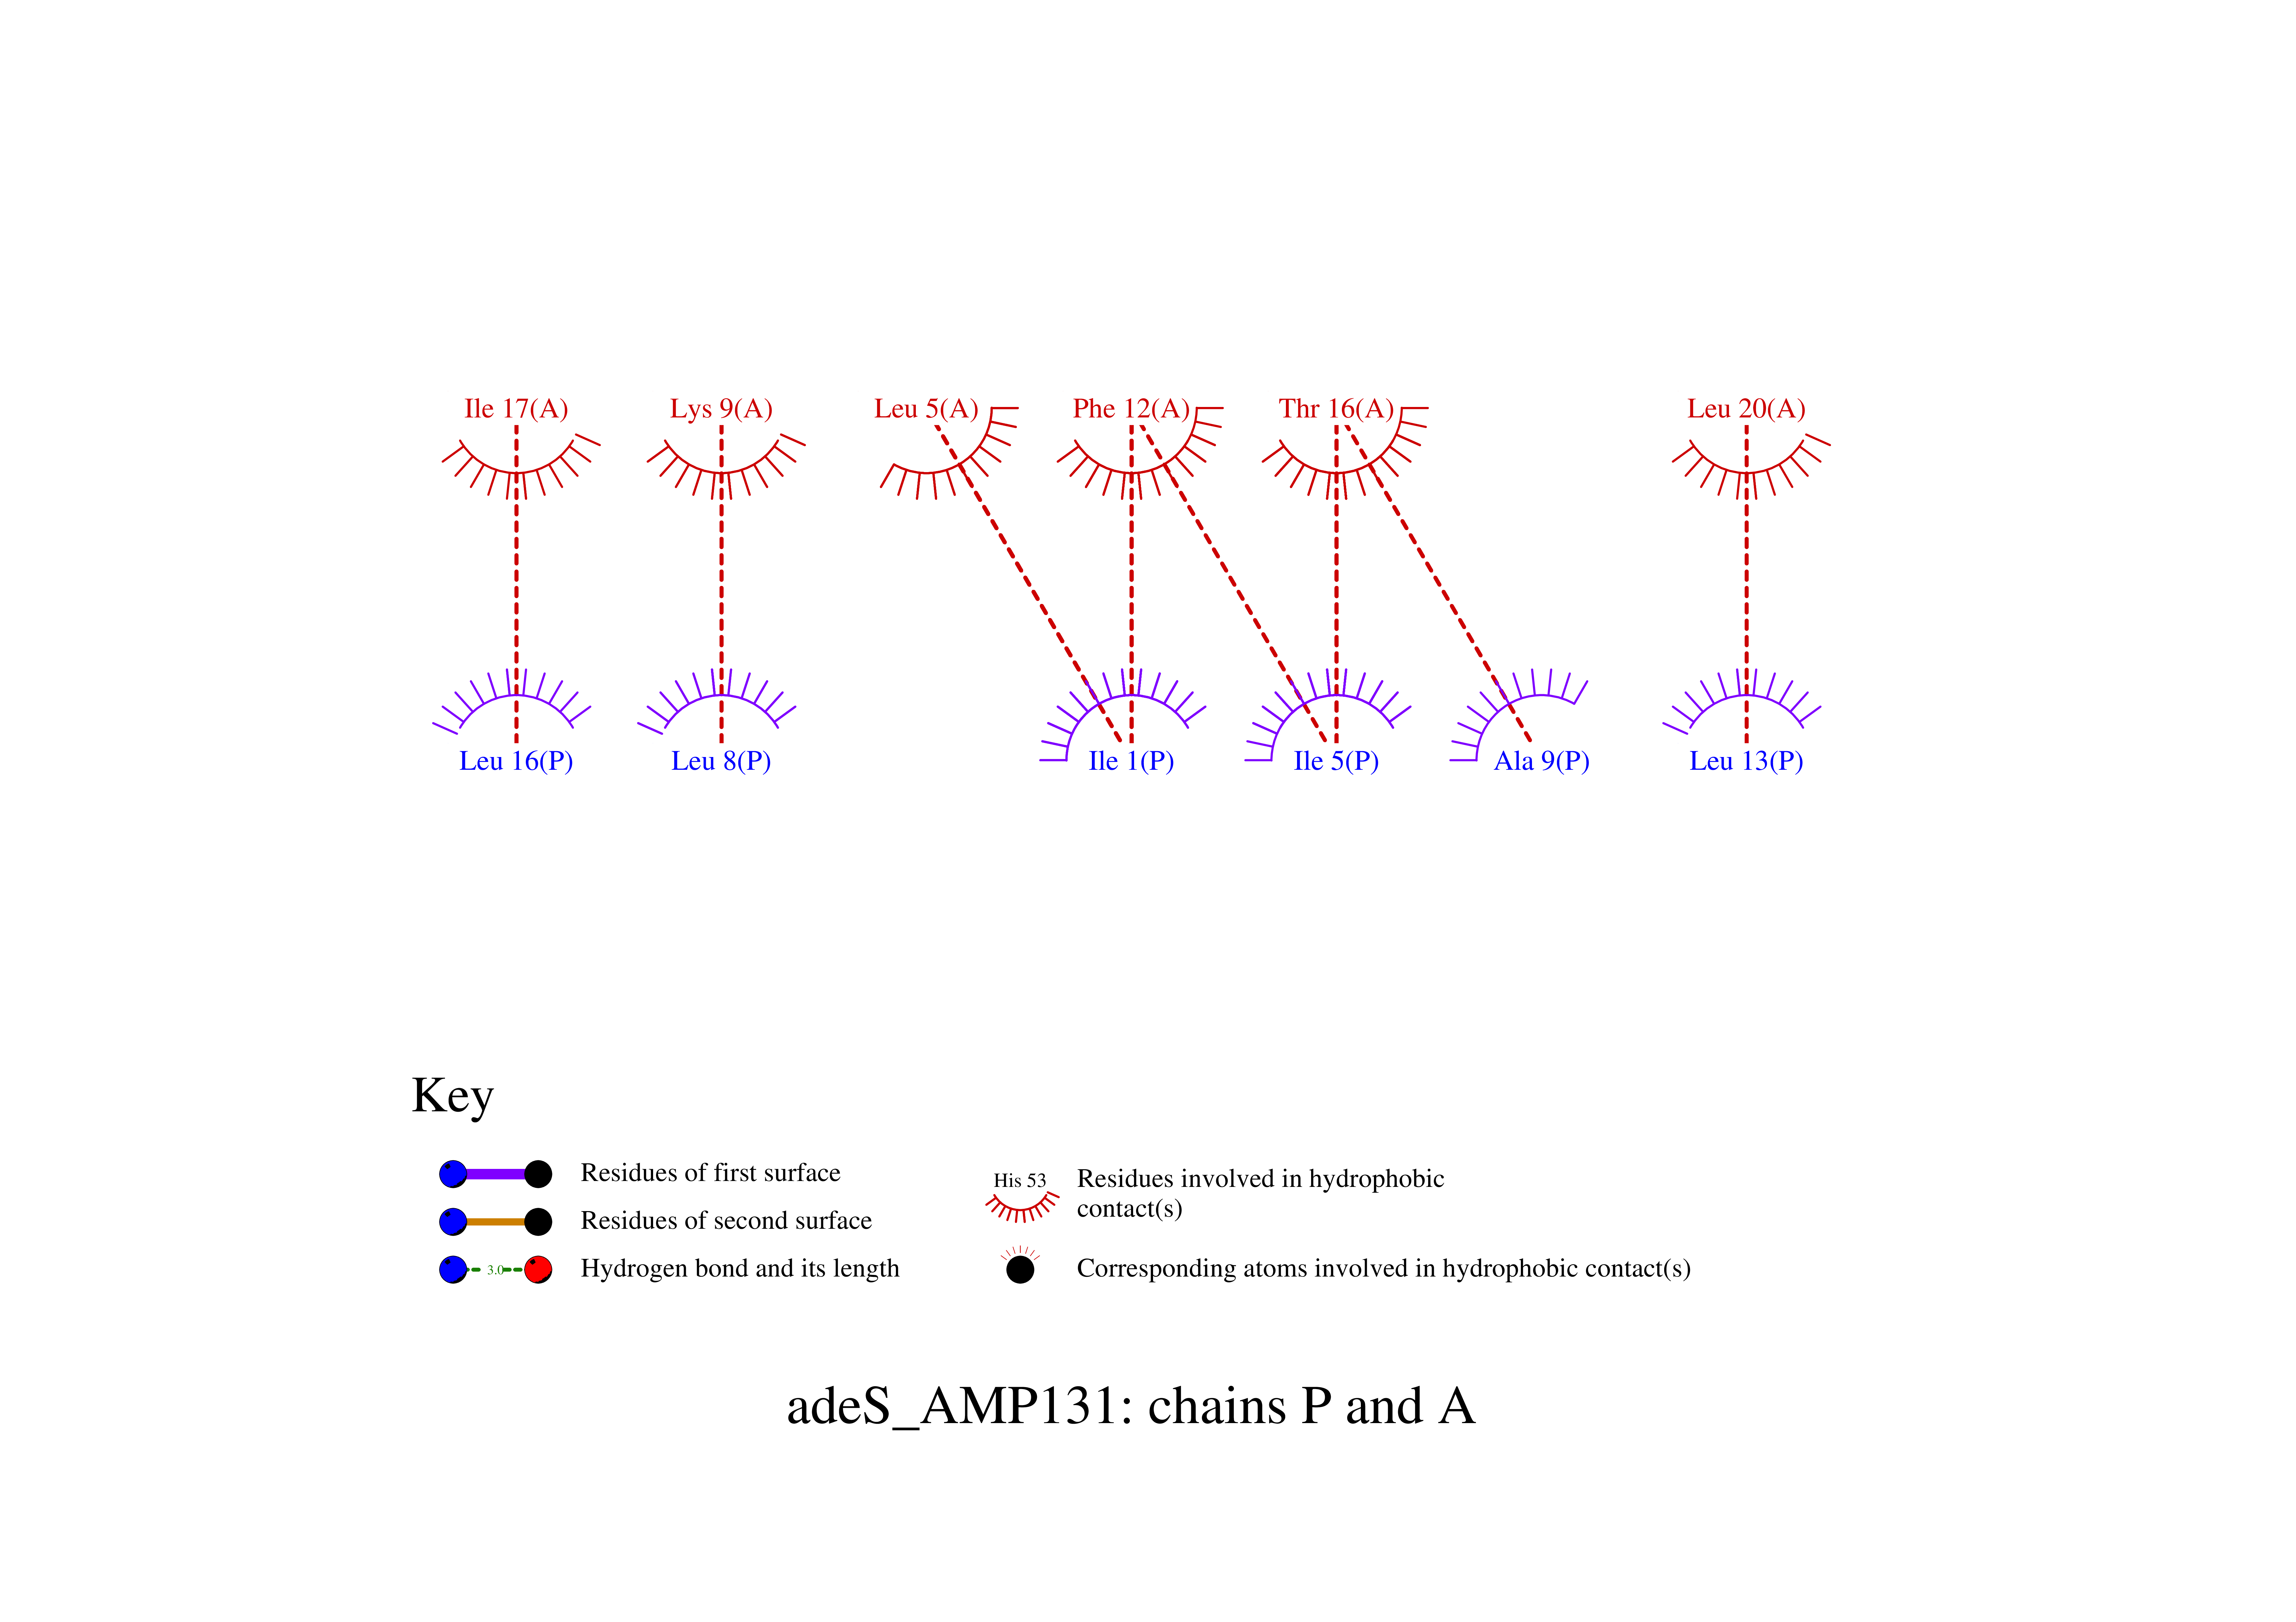 Ile 17(A) Lys 9(A) Leu 5(A) Phe 12(A) Thr 16(A) Leu 20(A)
Leu 16(P) Leu 8(P) Ile 1(P) Ile 5(P) Ala 9(P) Leu 13(P)
Key
Residues of first surface
Residues of second surface
3.0 Hydrogen bond and its length
His 53 Residues involved in hydrophobic
contact(s)
Corresponding atoms involved in hydrophobic contact(s)
adeS_AMP131: chains P and A